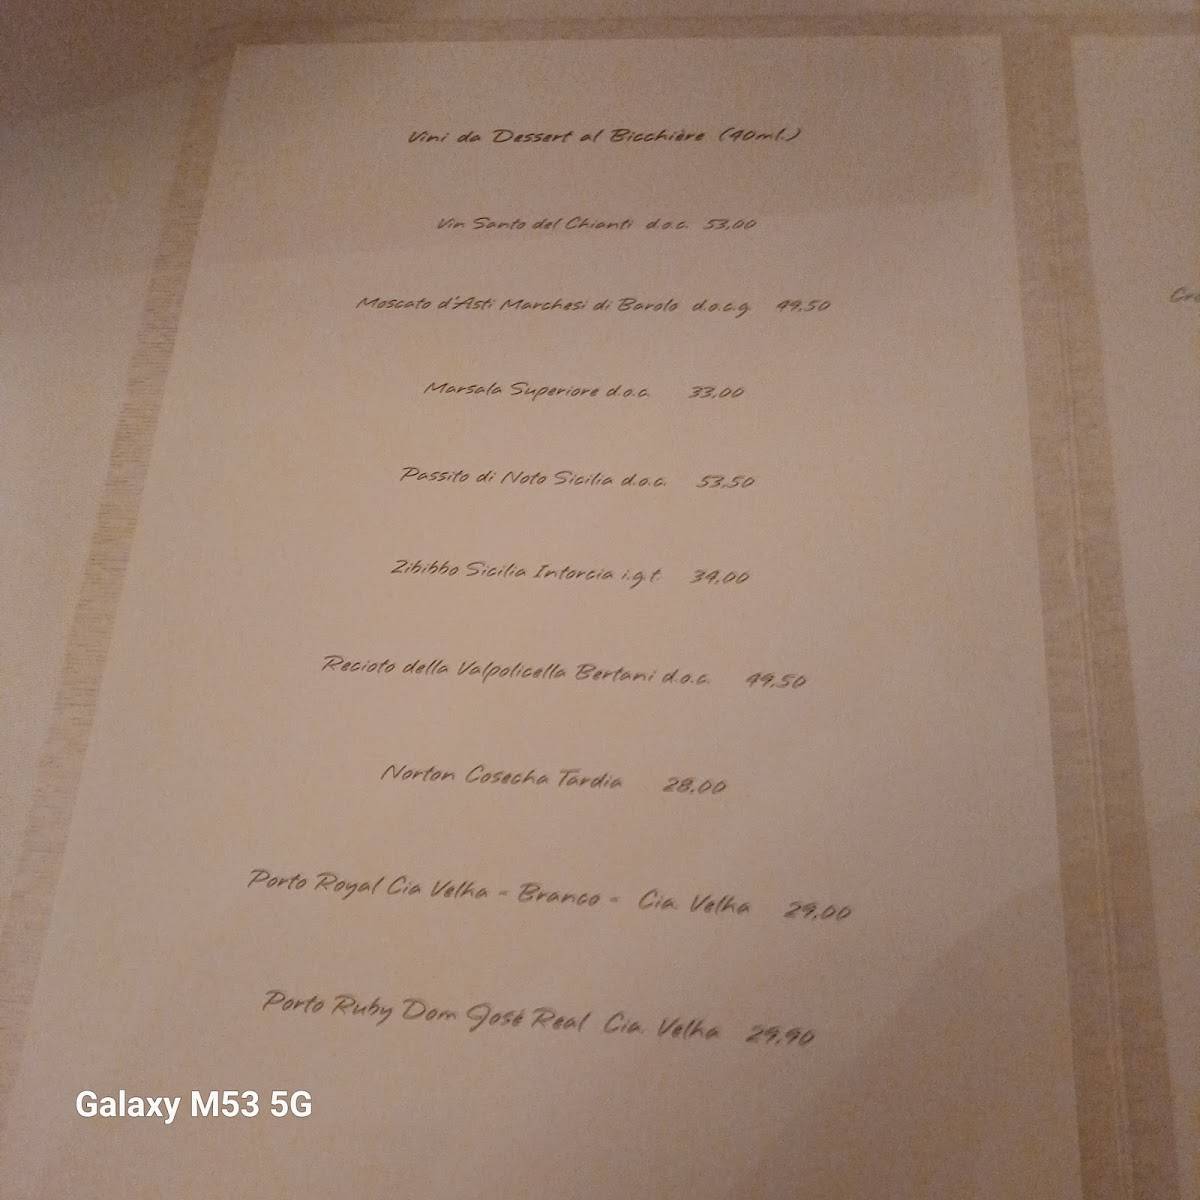 Vini da Dessert al Bicchière (40ml.)
Vin Santo del Chianti d.o.c. 53,00
Moscato d'Asti Marchesi di Barolo d.o.c.g 49,50
Marsala Superiore d.o.c. 33,00
Passito di Noto Sicilia d.o.c. 53,50
Zibibbo Sicilia Intorcia i.g.t. 34,00
Recioto della Valpolicella Bertani d.o.c. 49,50
Norton Cosecha Tardia 28,00
Porto Royal Cia Velha - Branco - Cia. Velha 29,00
Porto Ruby Dom José Real Cia. Velha 29,90
Galaxy M53 5G